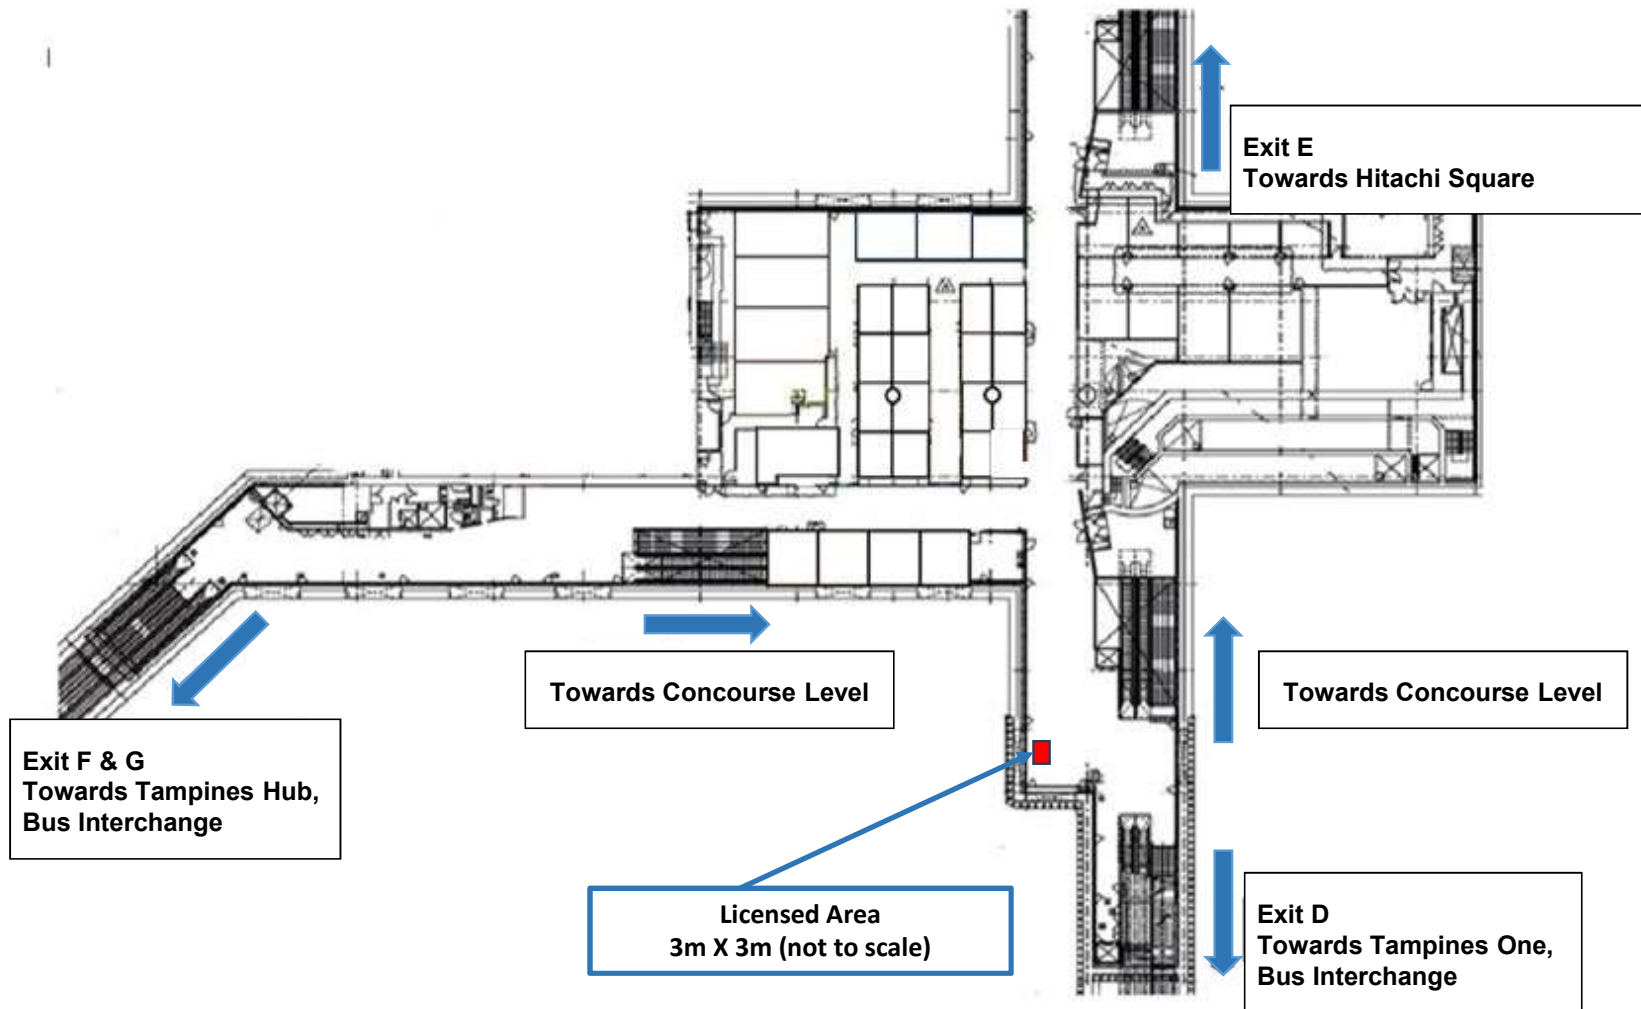 Exit E
Towards Hitachi Square
Towards Concourse Level
Towards Concourse Level
Exit F & G
Towards Tampines Hub,
Bus Interchange
Licensed Area
3m X 3m (not to scale)
Exit D
Towards Tampines One,
Bus Interchange